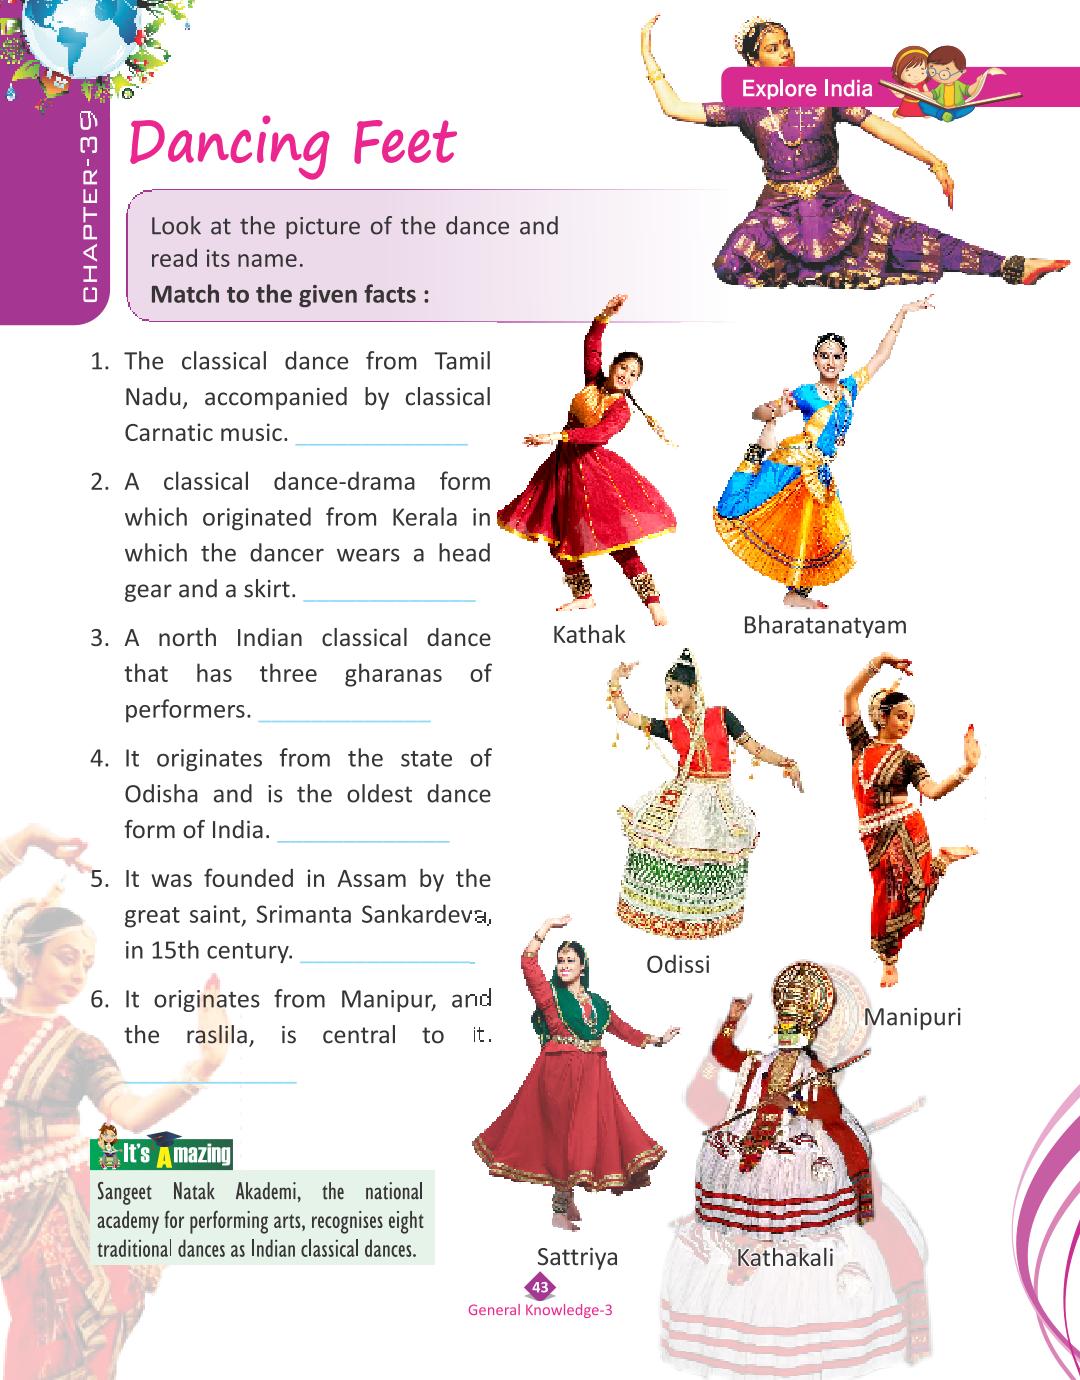 Explore India
CHAPTER-39
Dancing Feet
Look at the picture of the dance and
read its name.
Match to the given facts :
1. The classical dance from Tamil
Nadu, accompanied by classical
Carnatic music. _____________
2. A classical dance-drama form
which originated from Kerala in
which the dancer wears a head
gear and a skirt. _____________
3. A north Indian classical dance
that has three gharanas of
performers. _____________
4. It originates from the state of
Odisha and is the oldest dance
form of India. _____________
5. It was founded in Assam by the
great saint, Srimanta Sankardeva,
in 15th century. _____________
6. It originates from Manipur, and
the raslila, is central to it.
_____________
Kathak
Bharatanatyam
Odissi
Manipuri
Sattriya
Kathakali
It's Amazing
Sangeet Natak Akademi, the national
academy for performing arts, recognises eight
traditional dances as Indian classical dances.
43
General Knowledge-3